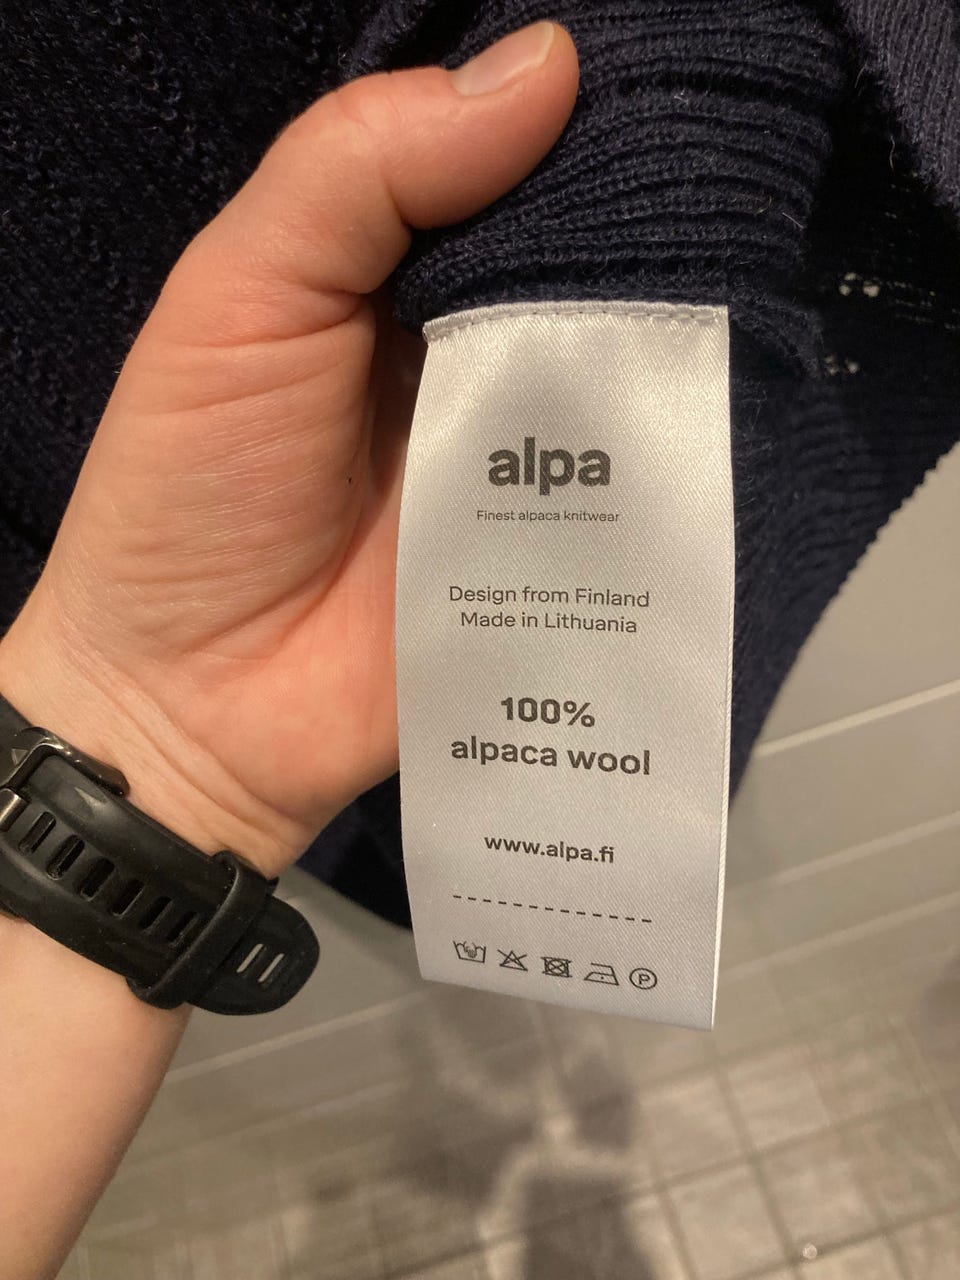 alpa
Finest alpaca knitwear
Design from Finland
Made in Lithuania
100%
alpaca wool
www.alpa.fi
P